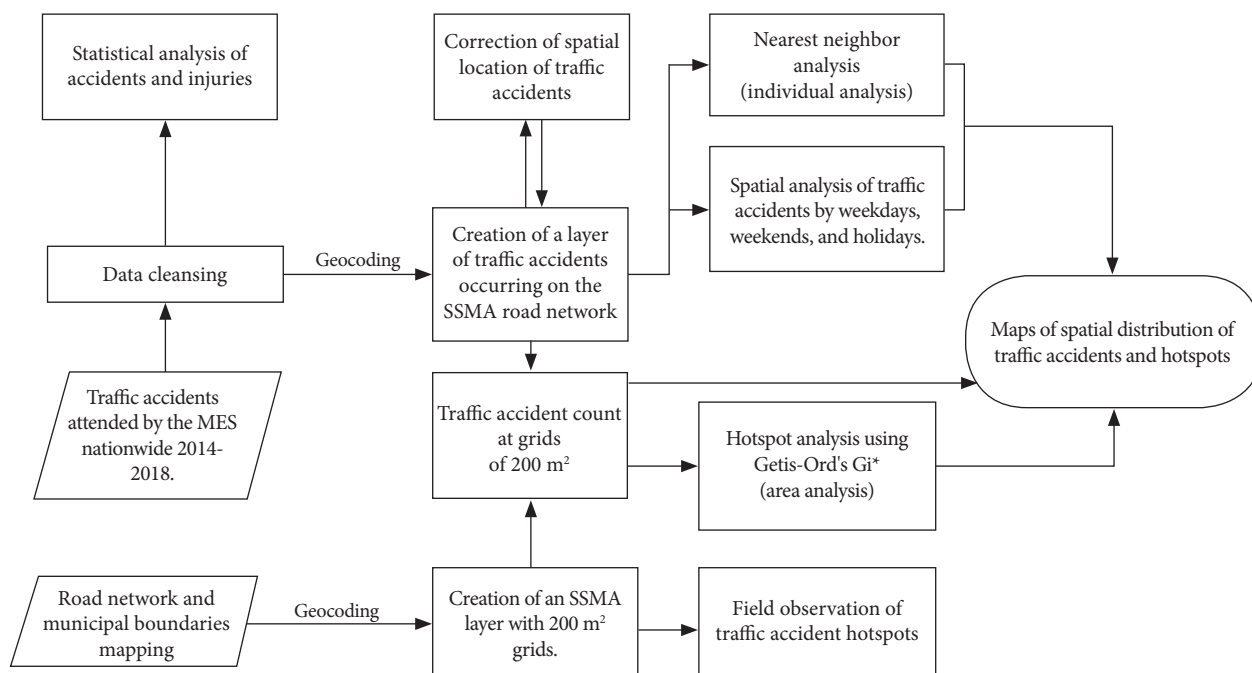 Statistical analysis of
accidents and injuries
Correction of spatial
location of traffic
accidents
Nearest neighbor
analysis
(individual analysis)
Spatial analysis of traffic
accidents by weekdays,
weekends, and holidays.
Data cleansing
Geocoding
Creation of a layer
of traffic accidents
occurring on the
SSMA road network
Maps of spatial distribution of
traffic accidents and hotspots
Traffic accidents
attended by the MES
nationwide 2014-
2018.
Traffic accident count
at grids
of 200 m²
Hotspot analysis using
Getis-Ord's Gi*
(area analysis)
Road network and
municipal boundaries
mapping
Geocoding
Creation of an SSMA
layer with 200 m²
grids.
Field observation of
traffic accident hotspots